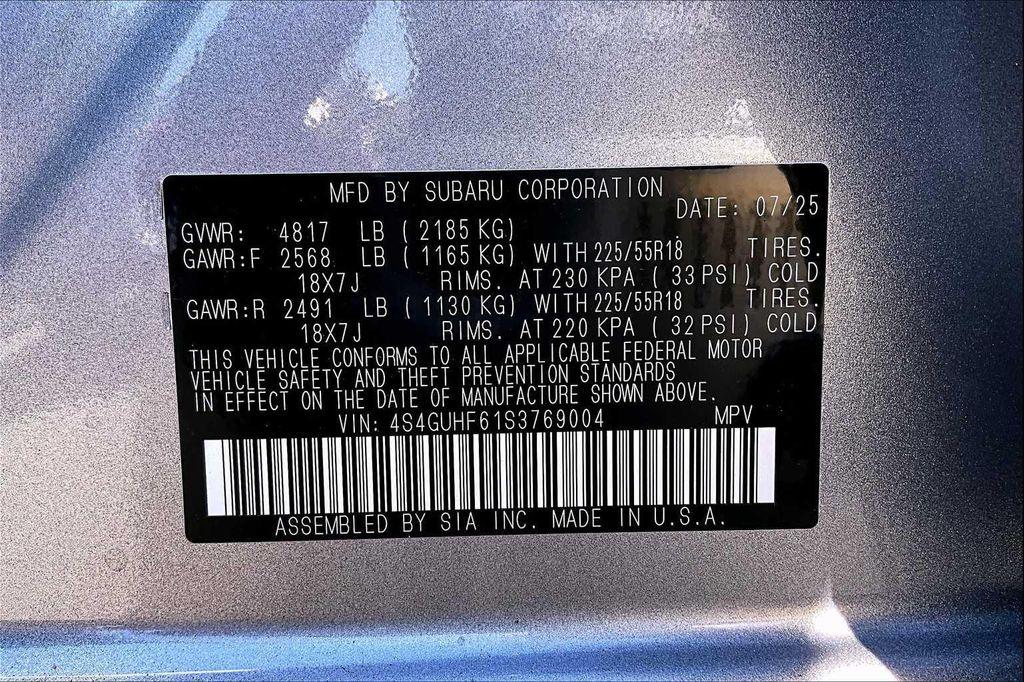 MFD BY SUBARU CORPORATION
DATE: 07/25
GVWR: 4817 LB ( 2185 KG)
GAWR:F 2568 LB ( 1165 KG) WITH 225/55R18 TIRES.
18X7J RIMS. AT 230 KPA ( 33 PSI) COLD
GAWR:R 2491 LB ( 1130 KG) WITH 225/55R18 TIRES.
18X7J RIMS. AT 220 KPA ( 32 PSI) COLD
THIS VEHICLE CONFORMS TO ALL APPLICABLE FEDERAL MOTOR
VEHICLE SAFETY AND THEFT PREVENTION STANDARDS
IN EFFECT ON THE DATE OF MANUFACTURE SHOWN ABOVE.
VIN: 4S4GUHF61S3769004 MPV
ASSEMBLED BY SIA INC. MADE IN U.S.A.